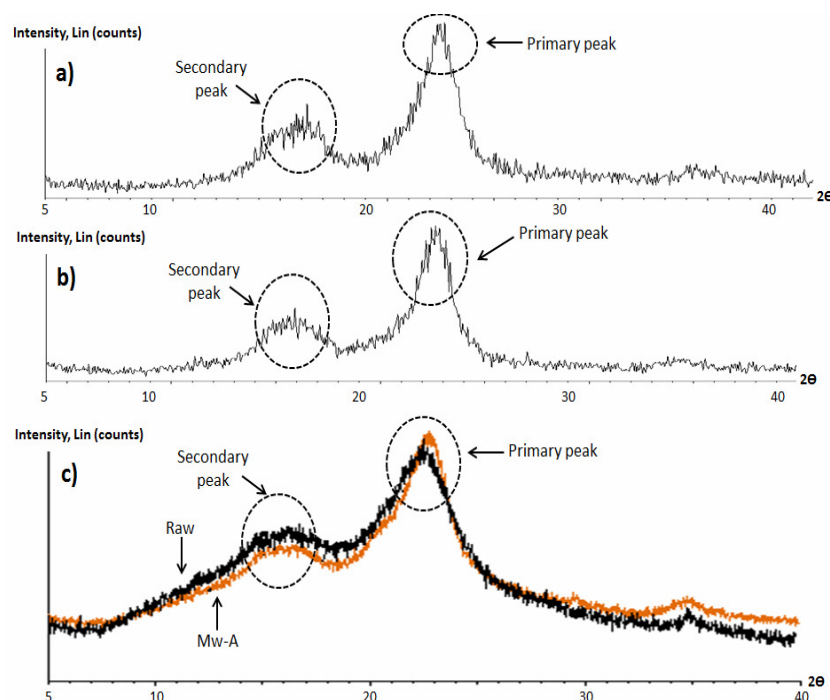 Intensity, Lin (counts)
a)
Secondary
peak
Primary peak
5 10 20 30 40 2θ
Intensity, Lin (counts)
b)
Secondary
peak
Primary peak
5 10 20 30 40 2θ
Intensity, Lin (counts)
c)
Secondary
peak
Primary peak
Raw
Mw-A
5 10 20 30 40 2θ